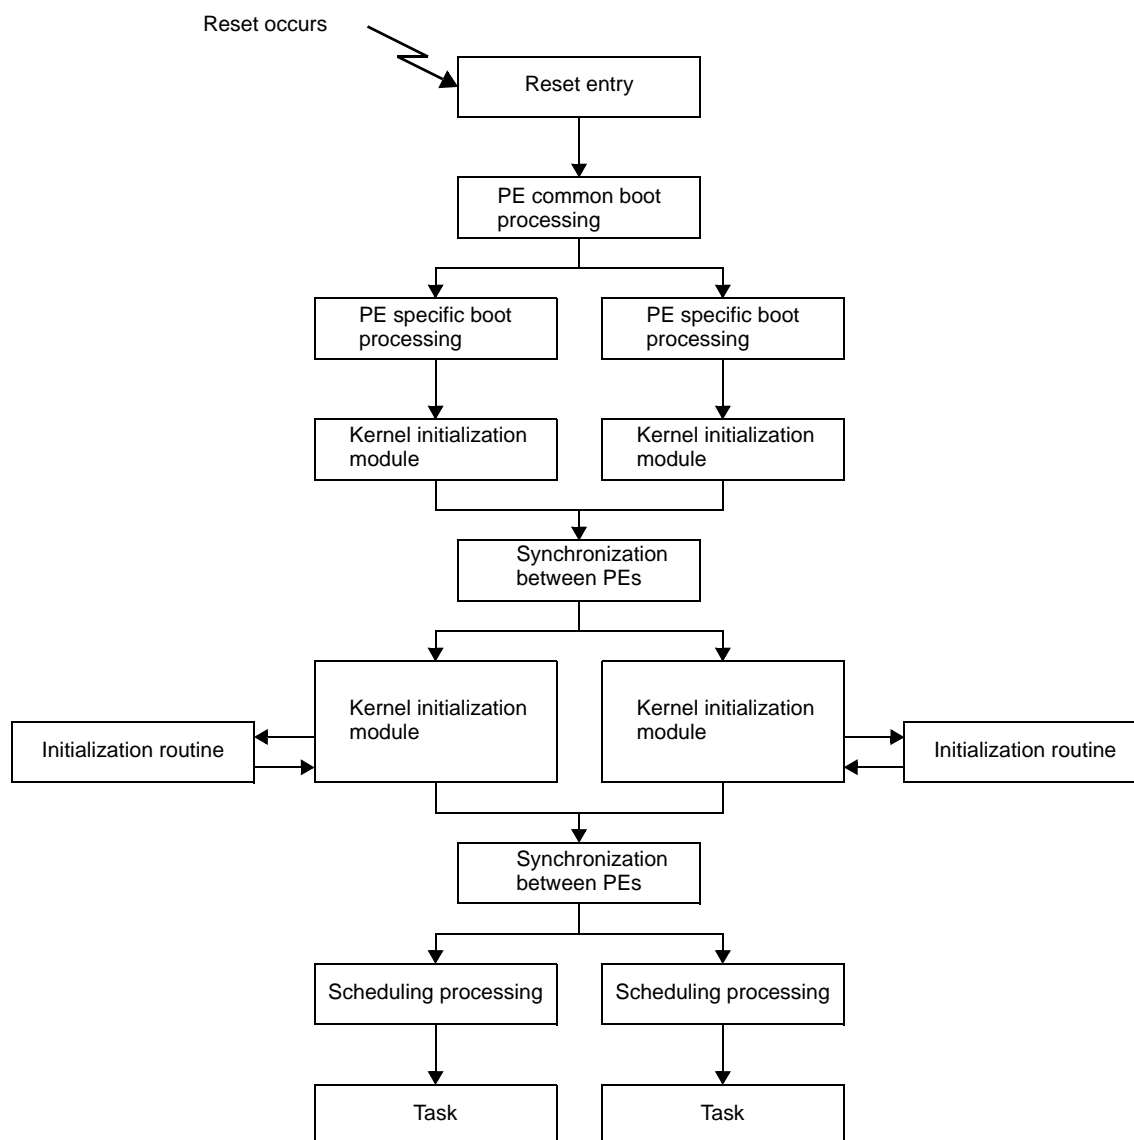 Reset occurs
Reset entry
PE common boot
processing
PE specific boot
processing
PE specific boot
processing
Kernel initialization
module
Kernel initialization
module
Synchronization
between PEs
Kernel initialization
module
Kernel initialization
module
Initialization routine
Initialization routine
Synchronization
between PEs
Scheduling processing
Scheduling processing
Task
Task